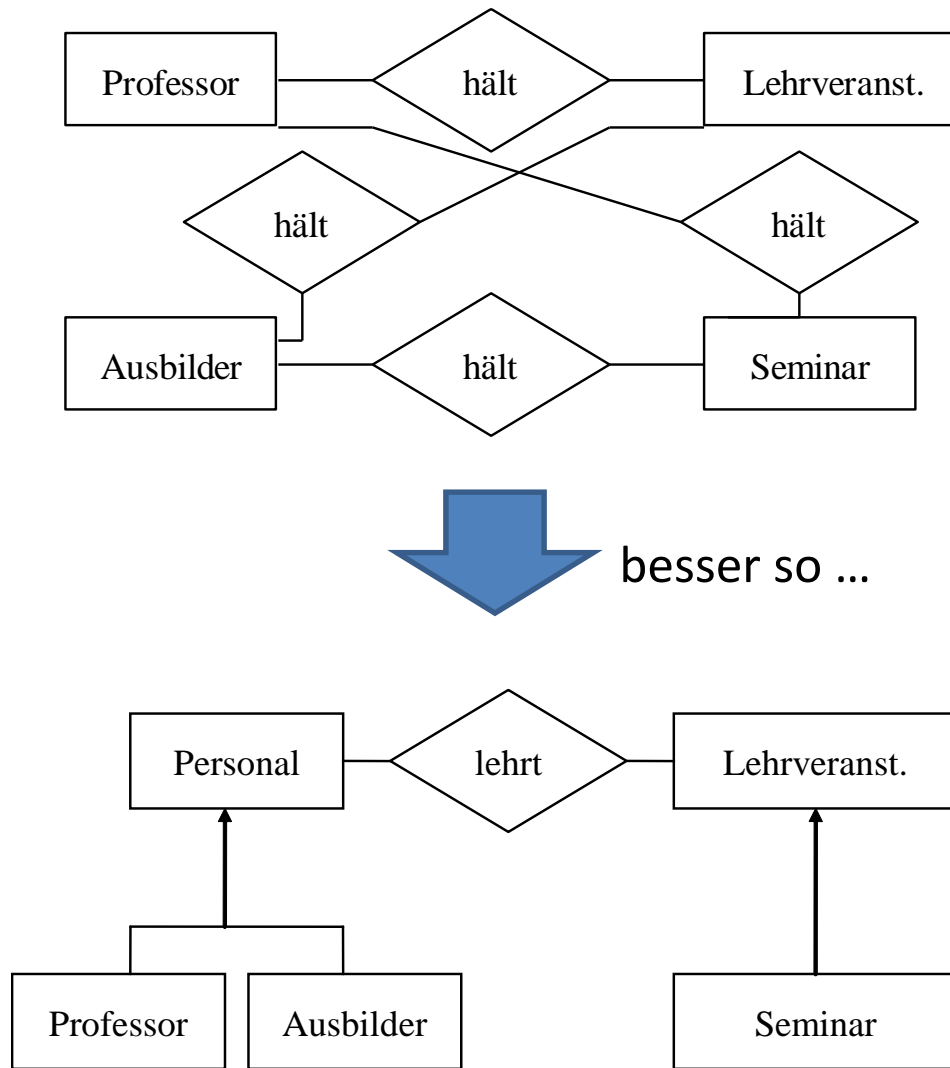 Professor
hält
Lehrveranst.
hält
hält
Ausbilder
hält
Seminar
besser so ...
Personal
lehrt
Lehrveranst.
Professor
Ausbilder
Seminar